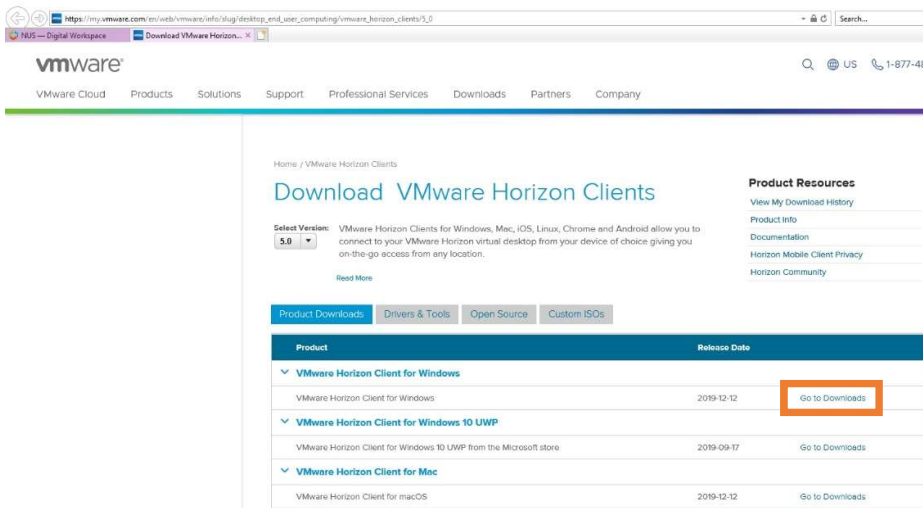 https://my.vmware.com/en/web/vmware/info/slug/desktop_end_user_computing/vmware_horizon_clients/5_0
Search...
NUS — Digital Workspace
Download VMware Horizon...
vmware
US
1-877-48
VMware Cloud Products Solutions Support Professional Services Downloads Partners Company
Home / VMware Horizon Clients
Download VMware Horizon Clients
Select Version:
5.0
VMware Horizon Clients for Windows, Mac, iOS, Linux, Chrome and Android allow you to
connect to your VMware Horizon virtual desktop from your device of choice giving you
on-the-go access from any location.
Read More
Product Resources
View My Download History
Product Info
Documentation
Horizon Mobile Client Privacy
Horizon Community
Product Downloads Drivers & Tools Open Source Custom ISOs
Product Release Date
VMware Horizon Client for Windows
VMware Horizon Client for Windows 2019-12-12 Go to Downloads
VMware Horizon Client for Windows 10 UWP
VMware Horizon Client for Windows 10 UWP from the Microsoft store 2019-09-17 Go to Downloads
VMware Horizon Client for Mac
VMware Horizon Client for macOS 2019-12-12 Go to Downloads